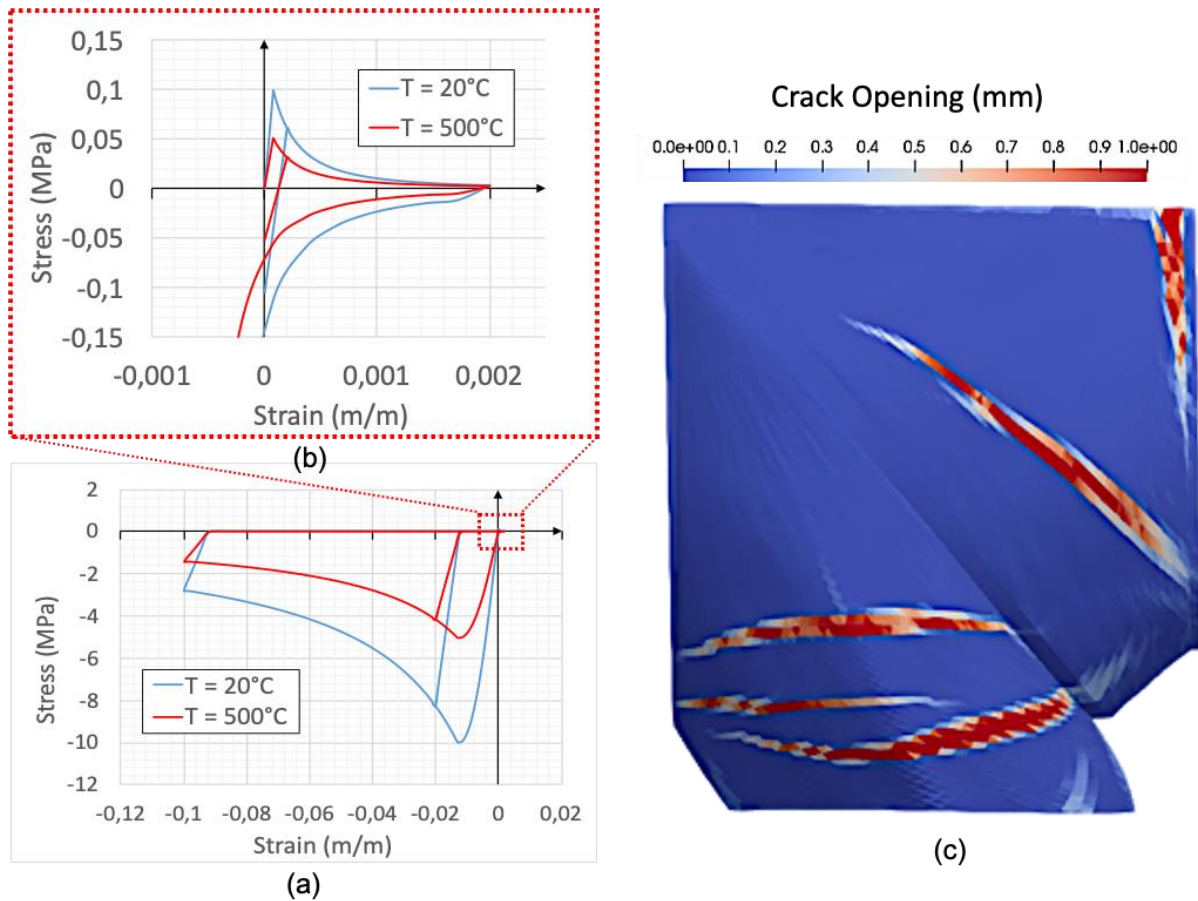 0,15
0,1
0,05
0
-0,05
-0,1
-0,15
Stress (MPa)
T = 20°C
T = 500°C
-0,001
0
0,001
0,002
Strain (m/m)
(b)
2
0
-2
-4
-6
-8
-10
-12
Stress (MPa)
T = 20°C
T = 500°C
-0,12 -0,1 -0,08 -0,06 -0,04 -0,02 0 0,02
Strain (m/m)
(a)
Crack Opening (mm)
0.0e+00 0.1 0.2 0.3 0.4 0.5 0.6 0.7 0.8 0.9 1.0e+00
(c)